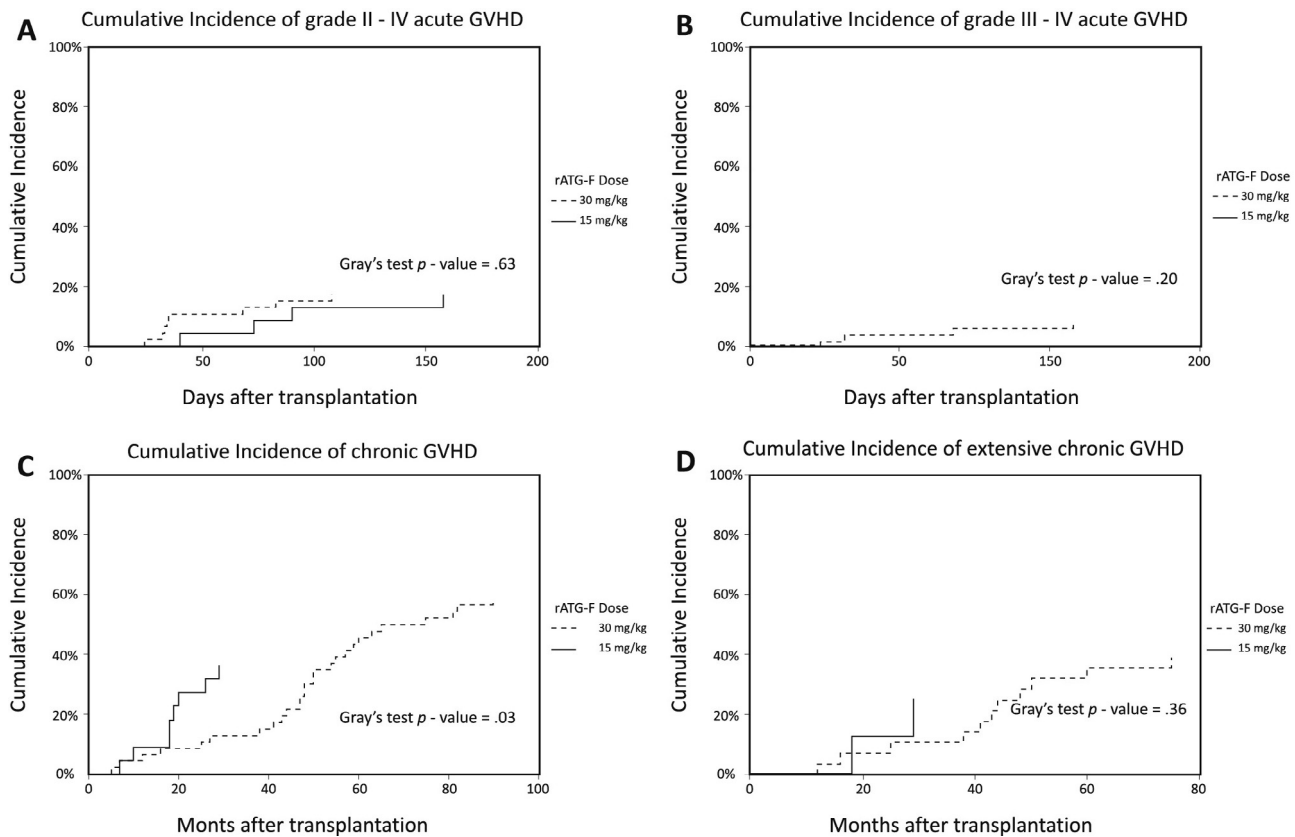 A
Cumulative Incidence of grade II - IV acute GVHD
100%
80%
60%
40%
20%
0%
Cumulative Incidence
Gray's test p - value = .63
0 50 100 150 200
Days after transplantation
rATG-F Dose
30 mg/kg
15 mg/kg
B
Cumulative Incidence of grade III - IV acute GVHD
100%
80%
60%
40%
20%
0%
Cumulative Incidence
Gray's test p - value = .20
0 50 150 200
Days after transplantation
rATG-F Dose
30 mg/kg
15 mg/kg
C
Cumulative Incidence of chronic GVHD
100%
80%
60%
40%
20%
0%
Cumulative Incidence
Gray's test p - value = .03
0 20 40 60 80 100
Monts after transplantation
rATG-F Dose
30 mg/kg
15 mg/kg
D
Cumulative Incidence of extensive chronic GVHD
100%
80%
60%
40%
20%
0%
Cumulative Incidence
Gray's test p - value = .36
0 20 40 60 80
Months after transplantation
rATG-F Dose
30 mg/kg
15 mg/kg